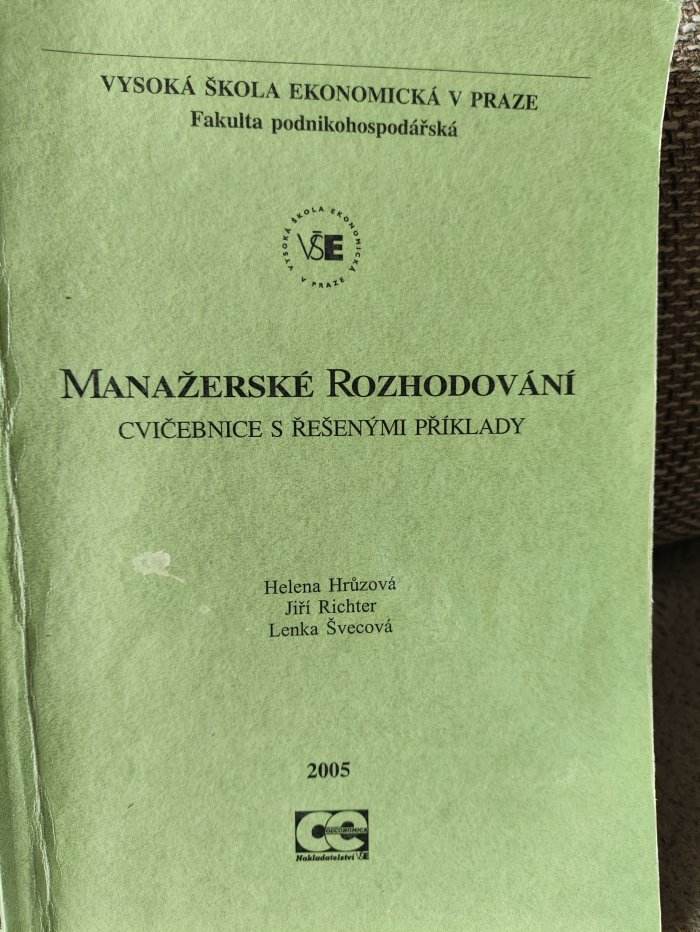 VYSOKÁ ŠKOLA EKONOMICKÁ V PRAZE
Fakulta podnikohospodářská
VYSOKÁ ŠKOLA EKONOMICKÁ V PRAZE
VŠE
MANAŽERSKÉ ROZHODOVÁNÍ
CVIČEBNICE S ŘEŠENÝMI PŘÍKLADY
Helena Hrůzová
Jiří Richter
Lenka Švecová
2005
OECONOMICA
Nakladatelství VŠE